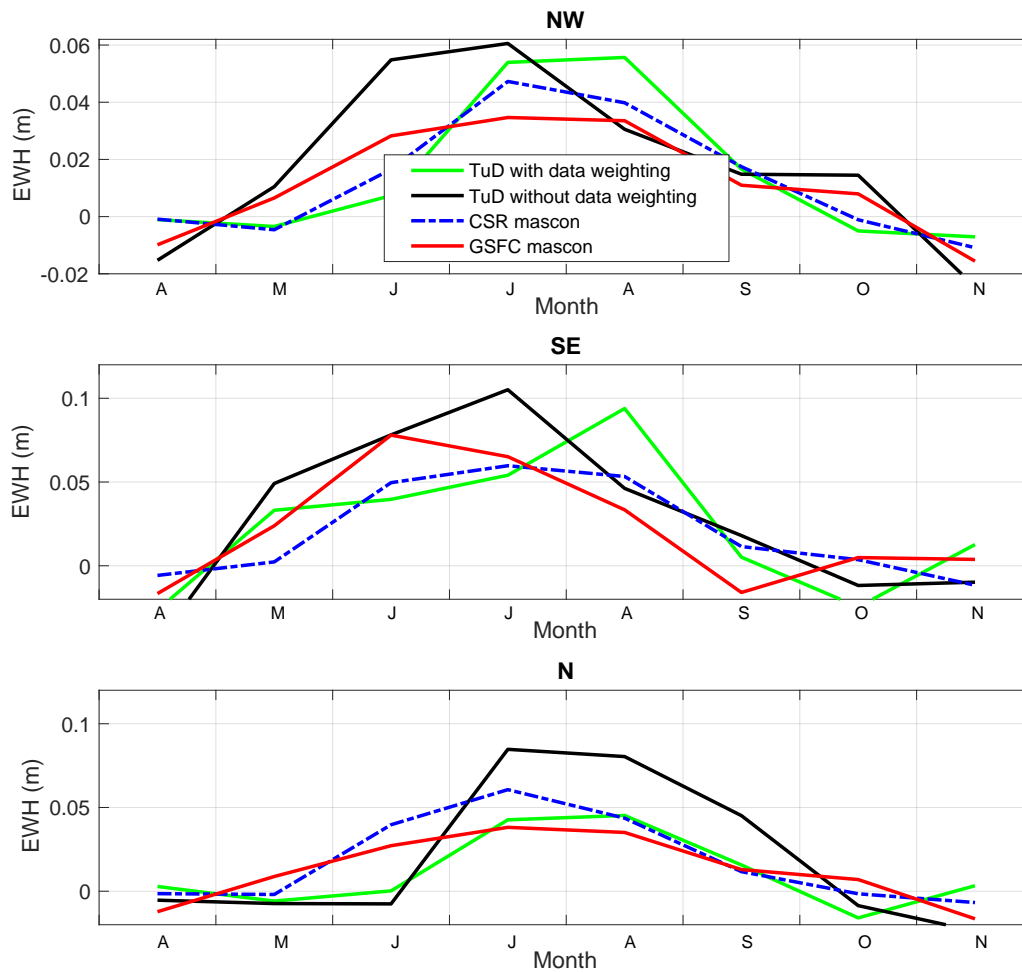 NW
EWH (m)
0.06
0.04
0.02
0
-0.02
TuD with data weighting
TuD without data weighting
CSR mascon
GSFC mascon
A M J J A S O N
Month
SE
EWH (m)
0.1
0.05
0
A M J J A S O N
Month
N
EWH (m)
0.1
0.05
0
A M J J A S O N
Month